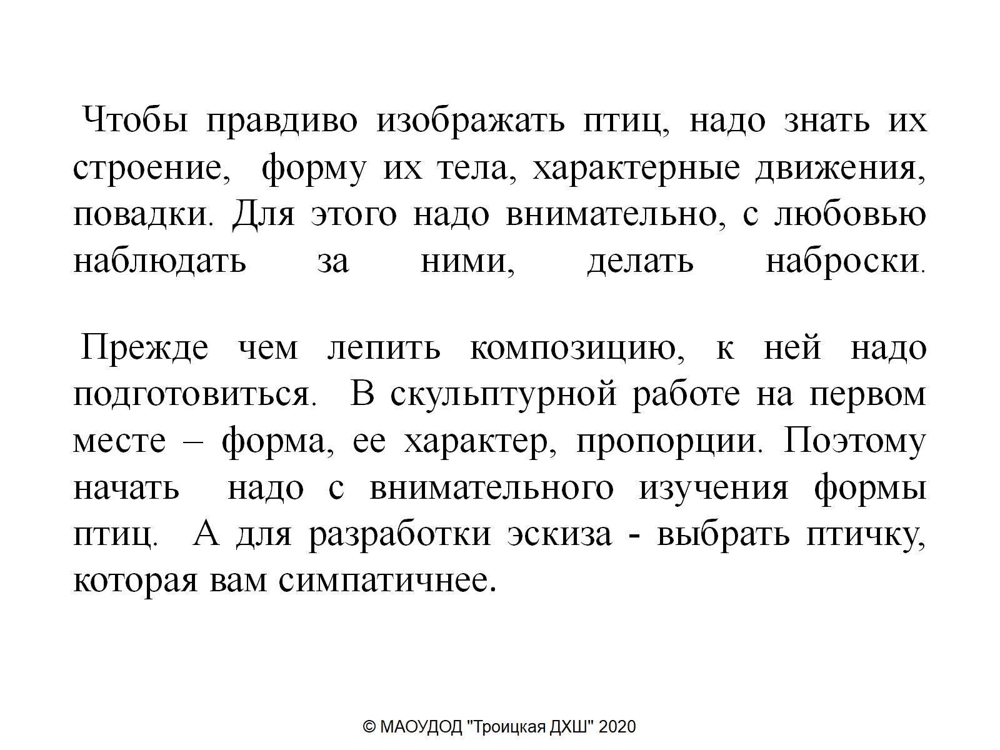 Чтобы правдиво изображать птиц, надо знать их
строение, форму их тела, характерные движения,
повадки. Для этого надо внимательно, с любовью
наблюдать за ними, делать наброски.
Прежде чем лепить композицию, к ней надо
подготовиться. В скульптурной работе на первом
месте – форма, ее характер, пропорции. Поэтому
начать надо с внимательного изучения формы
птиц. А для разработки эскиза - выбрать птичку,
которая вам симпатичнее.
© МАОУДОД "Троицкая ДХШ" 2020